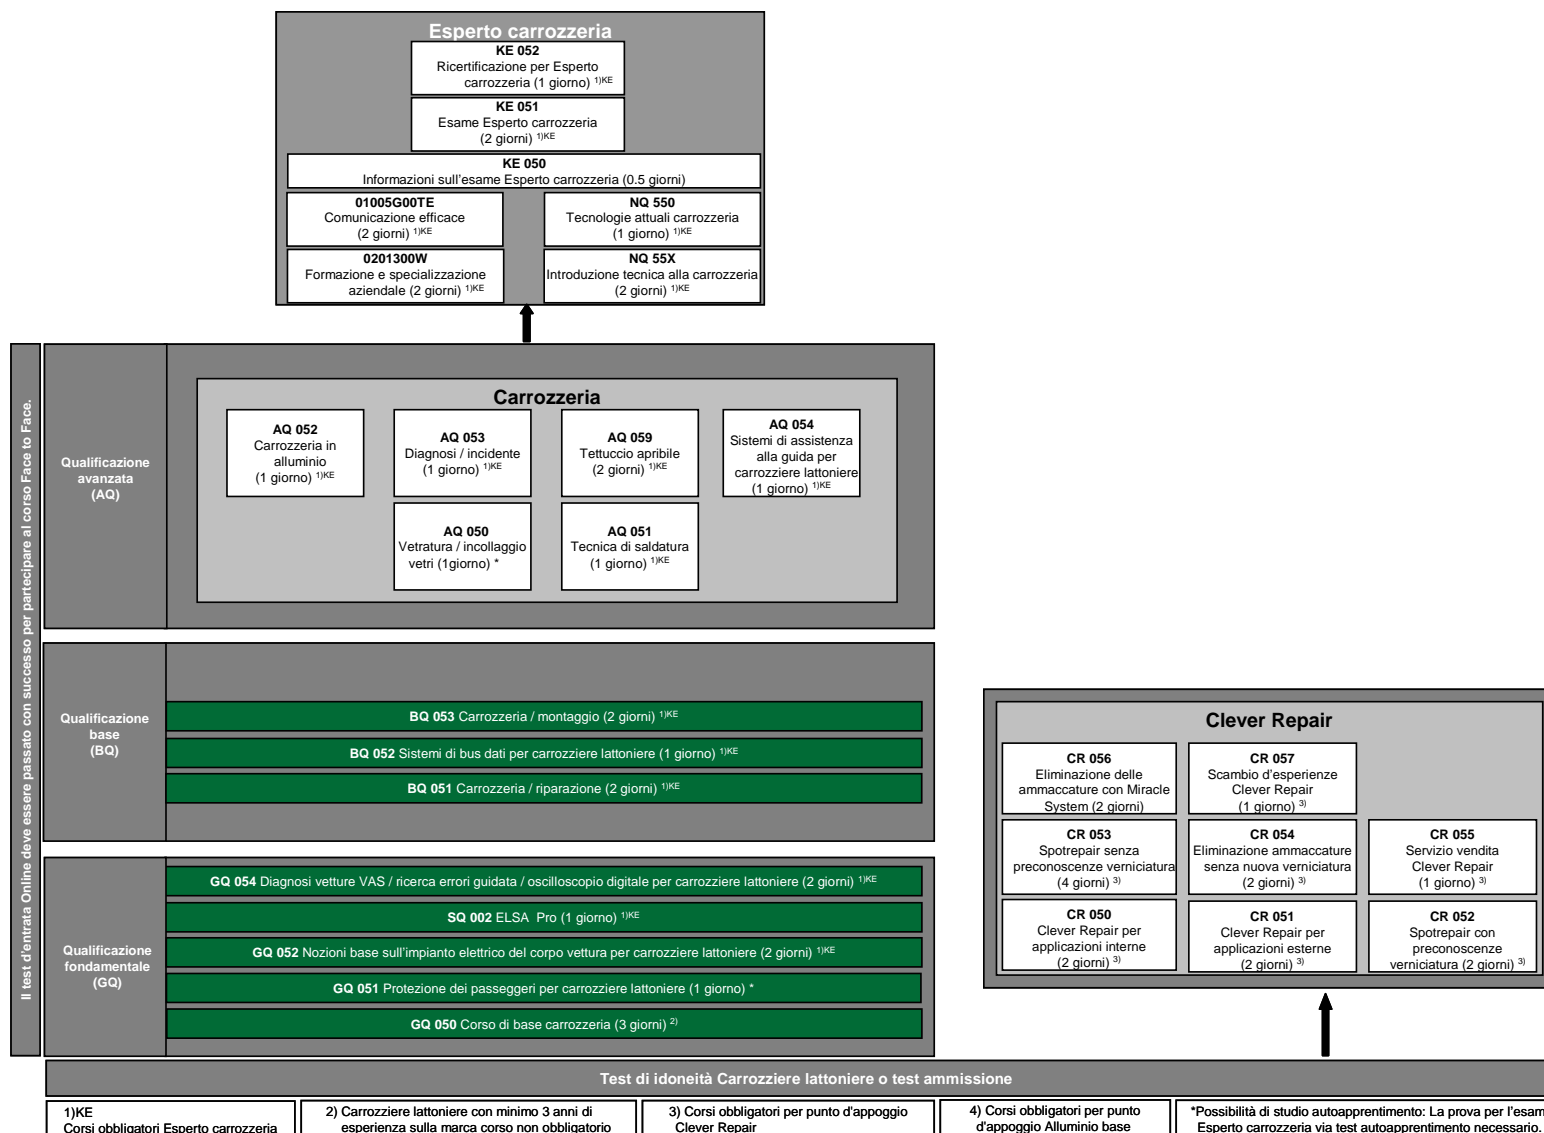 Esperto carrozzeria
KE 052
Ricertificazione per Esperto
carrozzeria (1 giorno) 1)KE
KE 051
Esame Esperto carrozzeria
(2 giorni) 1)KE
KE 050
Informazioni sull'esame Esperto carrozzeria (0.5 giorni)
01005G00TE
Comunicazione efficace
(2 giorni) 1)KE
NQ 550
Tecnologie attuali carrozzeria
(1 giorno) 1)KE
0201300W
Formazione e specializzazione
aziendale (2 giorni) 1)KE
NQ 55X
Introduzione tecnica alla carrozzeria
(2 giorni) 1)KE
Il test d'entrata Online deve essere passato con successo per partecipare al corso Face to Face.
Qualificazione
avanzata
(AQ)
Carrozzeria
AQ 052
Carrozzeria in
alluminio
(1 giorno) 1)KE
AQ 053
Diagnosi / incidente
(1 giorno) 1)KE
AQ 059
Tettuccio apribile
(2 giorni) 1)KE
AQ 054
Sistemi di assistenza
alla guida per
carrozziere lattoniere
(1 giorno) 1)KE
AQ 050
Vetratura / incollaggio
vetri (1giorno) *
AQ 051
Tecnica di saldatura
(1 giorno) 1)KE
Qualificazione
base
(BQ)
BQ 053 Carrozzeria / montaggio (2 giorni) 1)KE
BQ 052 Sistemi di bus dati per carrozziere lattoniere (1 giorno) 1)KE
BQ 051 Carrozzeria / riparazione (2 giorni) 1)KE
Qualificazione
fondamentale
(GQ)
GQ 054 Diagnosi vetture VAS / ricerca errori guidata / oscilloscopio digitale per carrozziere lattoniere (2 giorni) 1)KE
SQ 002 ELSA Pro (1 giorno) 1)KE
GQ 052 Nozioni base sull'impianto elettrico del corpo vettura per carrozziere lattoniere (2 giorni) 1)KE
GQ 051 Protezione dei passeggeri per carrozziere lattoniere (1 giorno) *
GQ 050 Corso di base carrozzeria (3 giorni) 2)
Clever Repair
CR 056
Eliminazione delle
ammaccature con Miracle
System (2 giorni)
CR 057
Scambio d'esperienze
Clever Repair
(1 giorno) 3)
CR 053
Spotrepair senza
preconoscenze verniciatura
(4 giorni) 3)
CR 054
Eliminazione ammaccature
senza nuova verniciatura
(2 giorni) 3)
CR 055
Servizio vendita
Clever Repair
(1 giorno) 3)
CR 050
Clever Repair per
applicazioni interne
(2 giorni) 3)
CR 051
Clever Repair per
applicazioni esterne
(2 giorni) 3)
CR 052
Spotrepair con
preconoscenze
verniciatura (2 giorni) 3)
Test di idoneità Carrozziere lattoniere o test ammissione
1)KE
Corsi obbligatori Esperto carrozzeria
2) Carrozziere lattoniere con minimo 3 anni di
esperienza sulla marca corso non obbligatorio
3) Corsi obbligatori per punto d'appoggio
Clever Repair
4) Corsi obbligatori per punto
d'appoggio Alluminio base
*Possibilità di studio autoapprendimento: La prova per l'esam
Esperto carrozzeria via test autoapprendimento necessario.